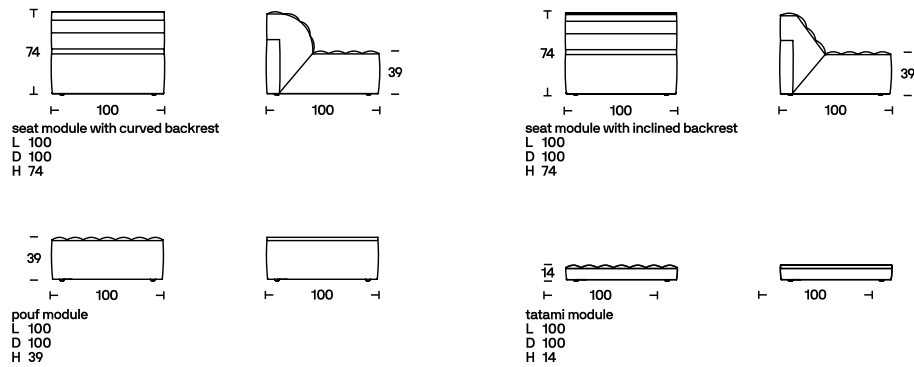 74
39
100
100
seat module with curved backrest
L 100
D 100
H 74
74
39
100
100
seat module with inclined backrest
L 100
D 100
H 74
39
100
100
pouf module
L 100
D 100
H 39
14
100
100
tatami module
L 100
D 100
H 14